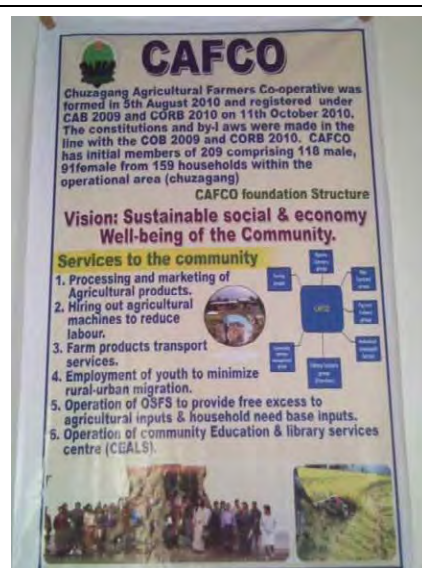 CAFCO
Chuzagang Agricultural Farmers Co-operative was
formed in 5th August 2010 and registered under
CAB 2009 and CORB 2010 on 11th October 2010.
The constitutions and by-l aws were made in the
line with the COB 2009 and CORB 2010. CAFCO
has initial members of 209 comprising 118 male,
91female from 159 households within the
operational area (chuzagang)
CAFCO foundation Structure
Vision: Sustainable social & economy
Well-being of the Community.
Services to the community
1. Processing and marketing of
Agricultural products.
2. Hiring out agricultural
machines to reduce
labour.
3. Farm products transport
services.
4. Employment of youth to minimize
rural-urban migration.
5. Operation of OSFS to provide free excess to
agricultural inputs & household need base inputs.
6. Operation of community Education & library services
centre (CEALS).